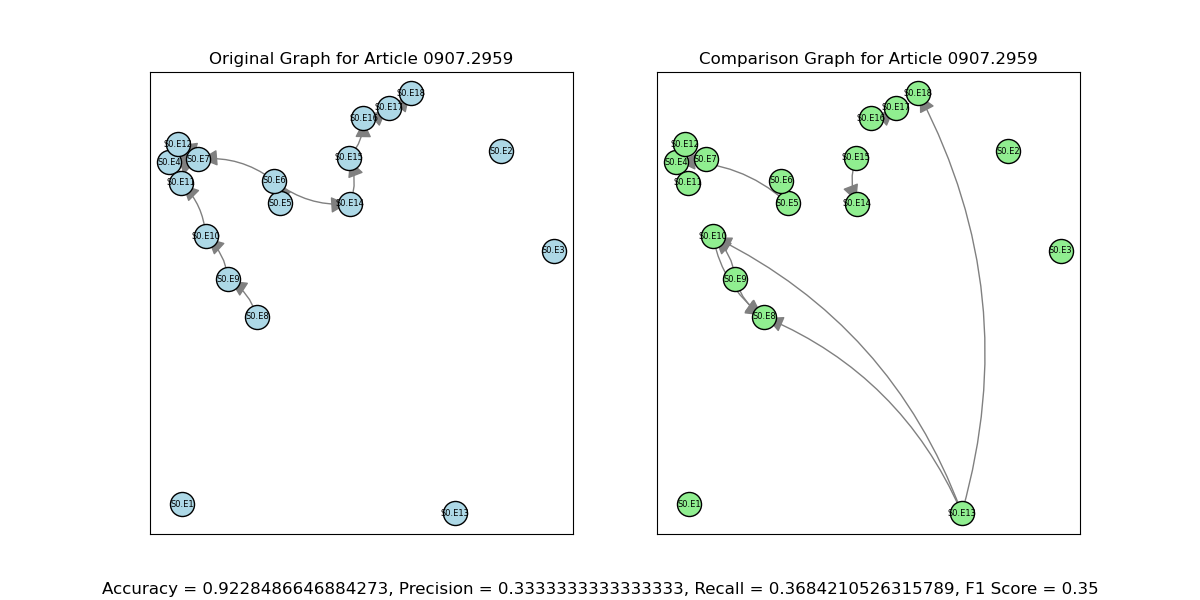 Original Graph for Article 0907.2959
S0.E18
S0.E17
S0.E16
S0.E12
S0.E2
S0.E4
S0.E7
S0.E15
S0.E11
S0.E6
S0.E5
S0.E14
S0.E10
S0.E3
S0.E9
S0.E8
S0.E1
S0.E13
Comparison Graph for Article 0907.2959
S0.E18
S0.E17
S0.E16
S0.E12
S0.E2
S0.E4
S0.E7
S0.E15
S0.E11
S0.E6
S0.E5
S0.E14
S0.E10
S0.E3
S0.E9
S0.E8
S0.E1
S0.E13
Accuracy = 0.9228486646884273, Precision = 0.3333333333333333, Recall = 0.3684210526315789, F1 Score = 0.35